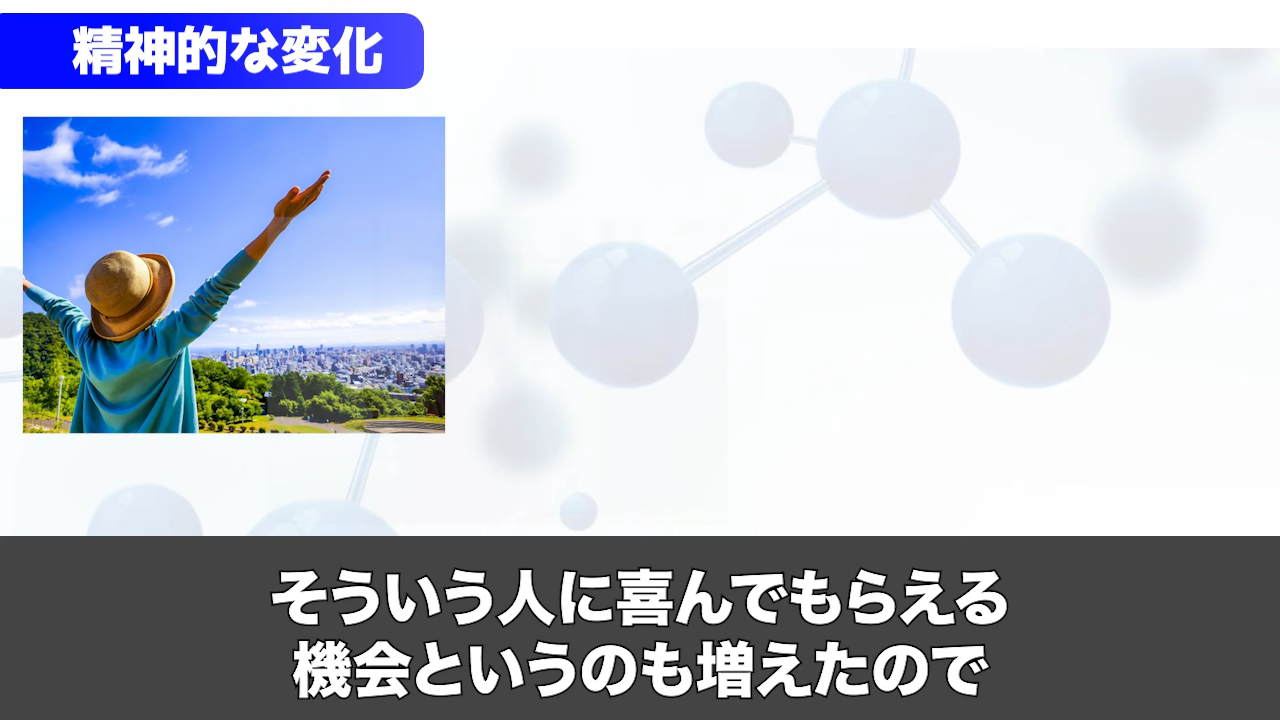 精神的な変化
そういう人に喜んでもらえる
機会というのも増えたので